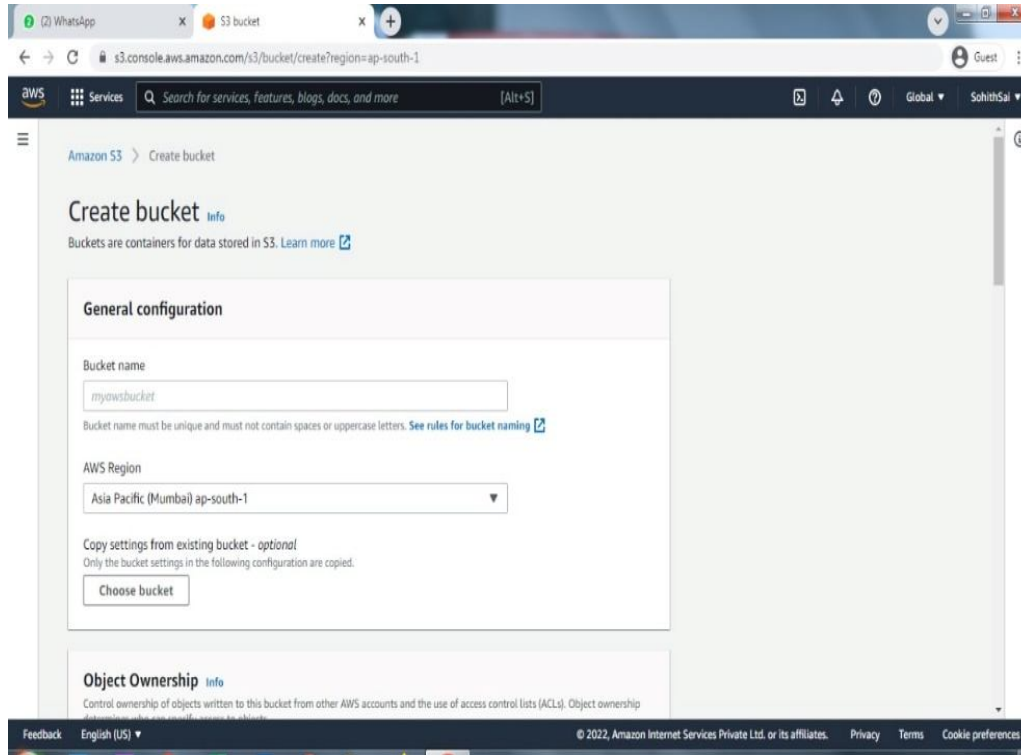 (2) WhatsApp
S3 bucket
s3.console.aws.amazon.com/s3/bucket/create?region=ap-south-1
Guest
aws
Services
Search for services, features, blogs, docs, and more
[Alt+S]
Global
SohithSai
Amazon S3 > Create bucket
Create bucket Info
Buckets are containers for data stored in S3. Learn more
General configuration
Bucket name
myawsbucket
Bucket name must be unique and must not contain spaces or uppercase letters. See rules for bucket naming
AWS Region
Asia Pacific (Mumbai) ap-south-1
Copy settings from existing bucket - optional
Only the bucket settings in the following configuration are copied.
Choose bucket
Object Ownership Info
Control ownership of objects written to this bucket from other AWS accounts and the use of access control lists (ACLs). Object ownership
determines who can specify access to objects.
Feedback English (US)
© 2022, Amazon Internet Services Private Ltd. or its affiliates. Privacy Terms Cookie preferences